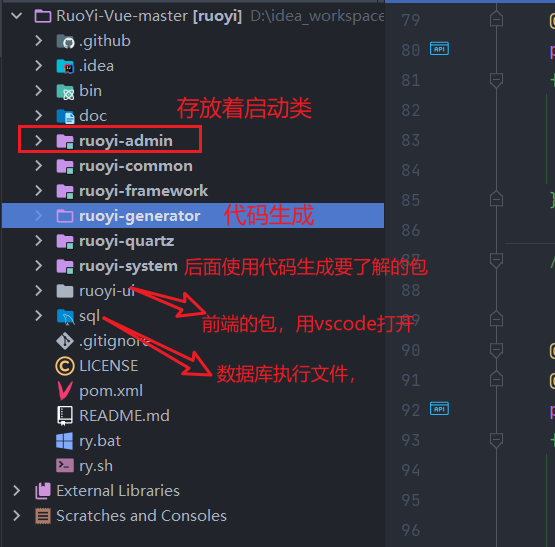 RuoYi-Vue-master [ruoyi] D:\idea_workspace
.github
.idea
bin
doc
存放着启动类
ruoyi-admin
ruoyi-common
ruoyi-framework
ruoyi-generator 代码生成
ruoyi-quartz
ruoyi-system 后面使用代码生成要了解的包
ruoyi-ui
前端的包，用vscode打开
sql
.gitignore
LICENSE
数据库执行文件，
pom.xml
README.md
ry.bat
ry.sh
External Libraries
Scratches and Consoles
79
80 API
81
82
83
84
85
86
87
88
89
90
91
92 API
93
94
95
96